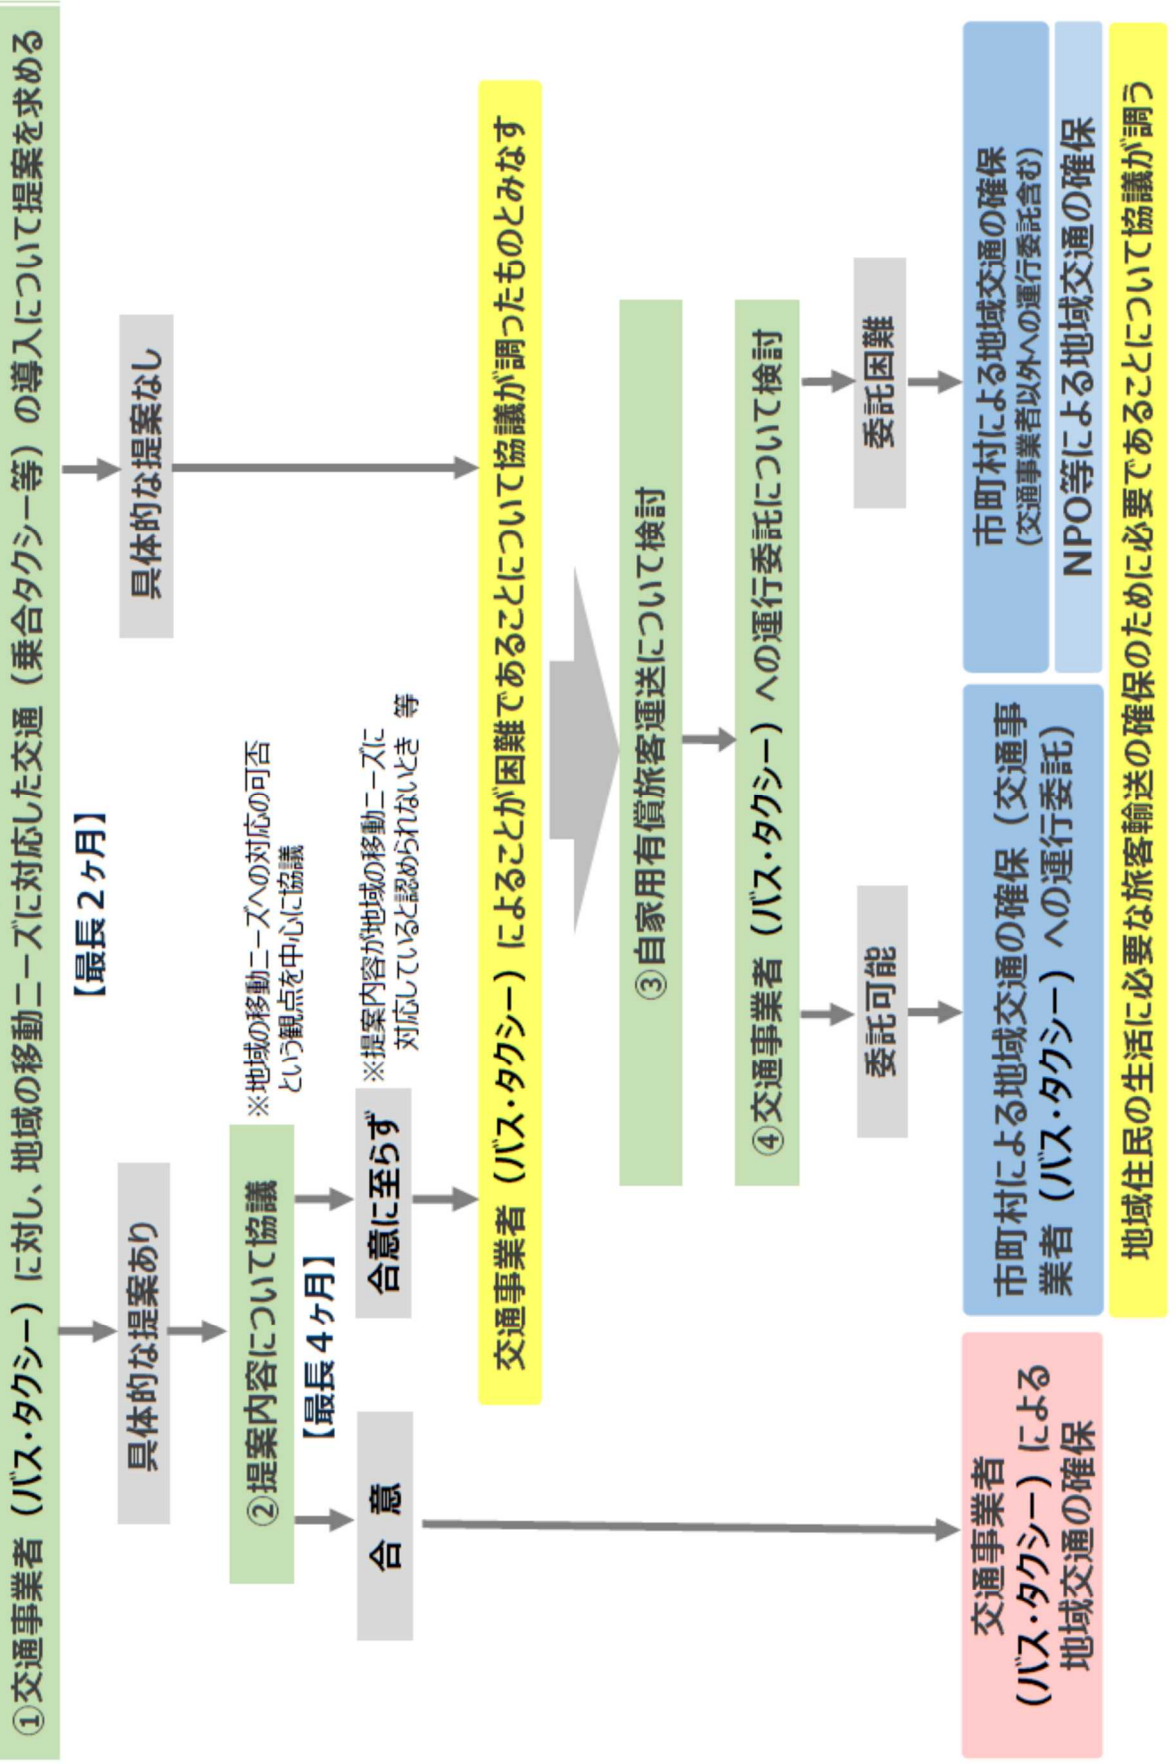 ①交通事業者（バス・タクシー）に対し、地域の移動ニーズに対応した交通（乗合タクシー等）の導入について提案を求める
【最長２ヶ月】
具体的な提案あり
具体的な提案なし
②提案内容について協議
※地域の移動ニーズへの対応の可否
という観点を中心に協議
【最長４ヶ月】
合　意
合意に至らず
※提案内容が地域の移動ニーズに
対応していると認められないとき　等
交通事業者（バス・タクシー）によることが困難であることについて協議が調ったものとみなす
③自家用有償旅客運送について検討
④交通事業者（バス・タクシー）への運行委託について検討
委託可能
委託困難
交通事業者
（バス・タクシー）による
地域交通の確保
市町村による地域交通の確保（交通事
業者（バス・タクシー）への運行委託）
市町村による地域交通の確保
（交通事業者以外への運行委託含む）
NPO等による地域交通の確保
地域住民の生活に必要な旅客輸送の確保のために必要であることについて協議が調う